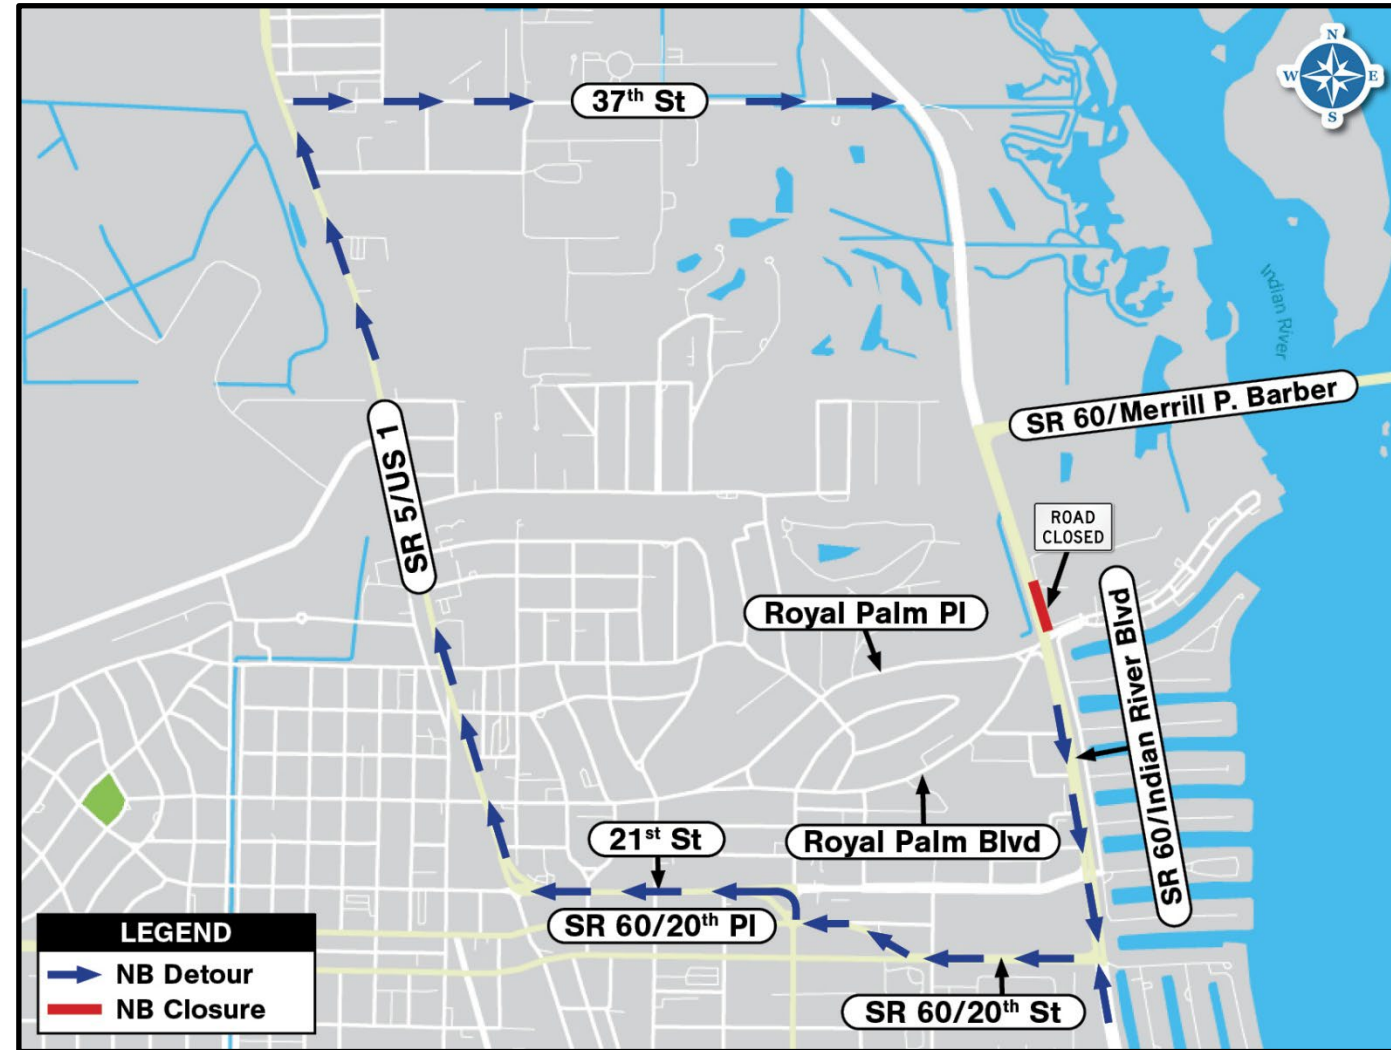 N
W E
S
37th St
Indian River
SR 60/Merrill P. Barber
SR 5/US 1
ROAD
CLOSED
Royal Palm Pl
SR 60/Indian River Blvd
21st St
Royal Palm Blvd
SR 60/20th Pl
SR 60/20th St
LEGEND
NB Detour
NB Closure